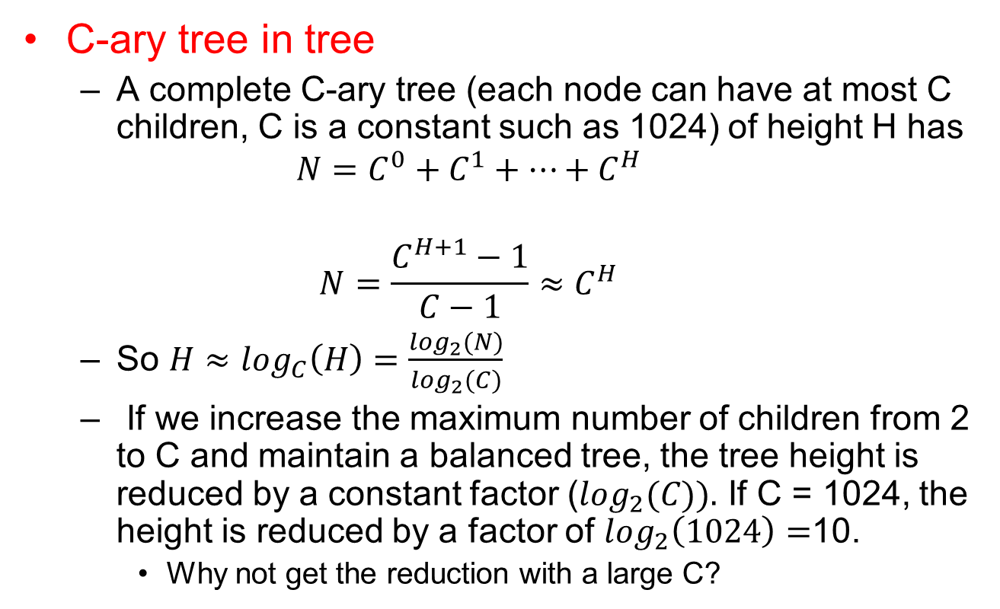 • C-ary tree in tree
– A complete C-ary tree (each node can have at most C
children, C is a constant such as 1024) of height H has
N = C^0 + C^1 + ⋯ + C^H
N = \frac{C^{H+1} − 1}{C − 1} ≈ C^H
– So H ≈ log_C(H) = \frac{log_2(N)}{log_2(C)}
– If we increase the maximum number of children from 2
to C and maintain a balanced tree, the tree height is
reduced by a constant factor (log_2(C)). If C = 1024, the
height is reduced by a factor of log_2(1024) =10.
• Why not get the reduction with a large C?